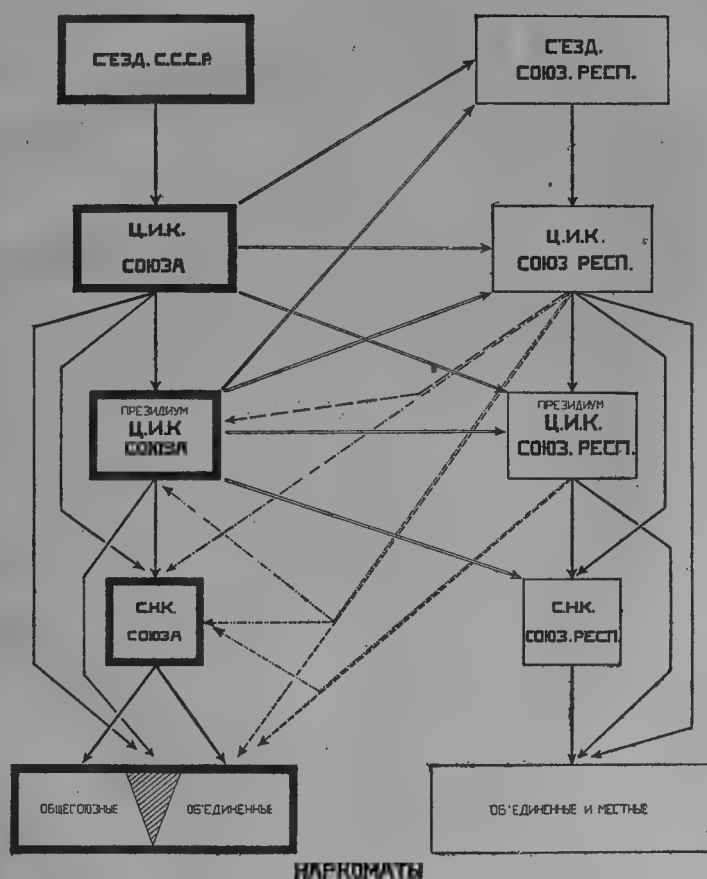 С'ЕЗД. С.С.С.Р.
С'ЕЗД.
СОЮЗ. РЕСП.
Ц.И.К.
СОЮЗА
Ц.И.К.
СОЮЗ РЕСП.
ПРЕЗИДИУМ
Ц.И.К
СОЮЗА
ПРЕЗИДИУМ
Ц.И.К.
СОЮЗ. РЕСП.
С.Н.К.
СОЮЗА
С.Н.К.
СОЮЗ. РЕСП.
ОБЩЕСОЮЗНЫЕ
ОБ'ЕДИНЕННЫЕ
ОБ'ЕДИНЕННЫЕ И МЕСТНЫЕ
НАРКОМАТЫ